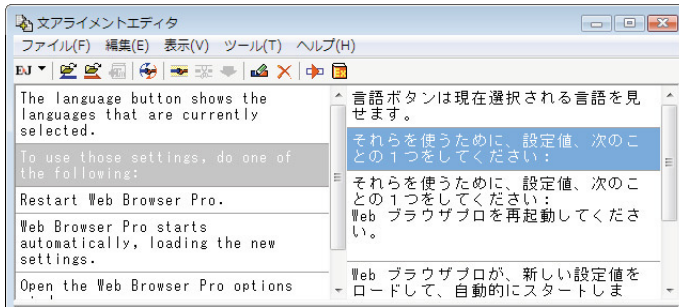 文アライメントエディタ
ファイル(F) 編集(E) 表示(V) ツール(T) ヘルプ(H)
EJ
The language button shows the
languages that are currently
selected.
To use those settings, do one of
the following:
Restart Web Browser Pro.
Web Browser Pro starts
automatically, loading the new
settings.
Open the Web Browser Pro options
言語ボタンは現在選択される言語を見
せます。
それらを使うために、設定値、次のこ
との1つをしてください:
それらを使うために、設定値、次のこ
との1つをしてください:
Web ブラウザプロを再起動してくださ
い。
Web ブラウザプロが、新しい設定値を
ロードして、自動的にスタートしま